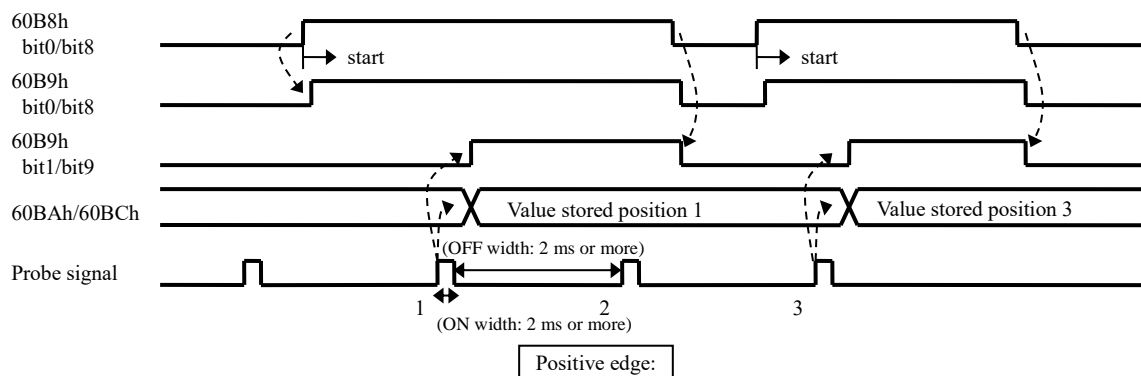 60B8h
bit0/bit8
start
start
60B9h
bit0/bit8
60B9h
bit1/bit9
60BAh/60BCh
Value stored position 1
Value stored position 3
(OFF width: 2 ms or more)
Probe signal
1
2
3
(ON width: 2 ms or more)
Positive edge: